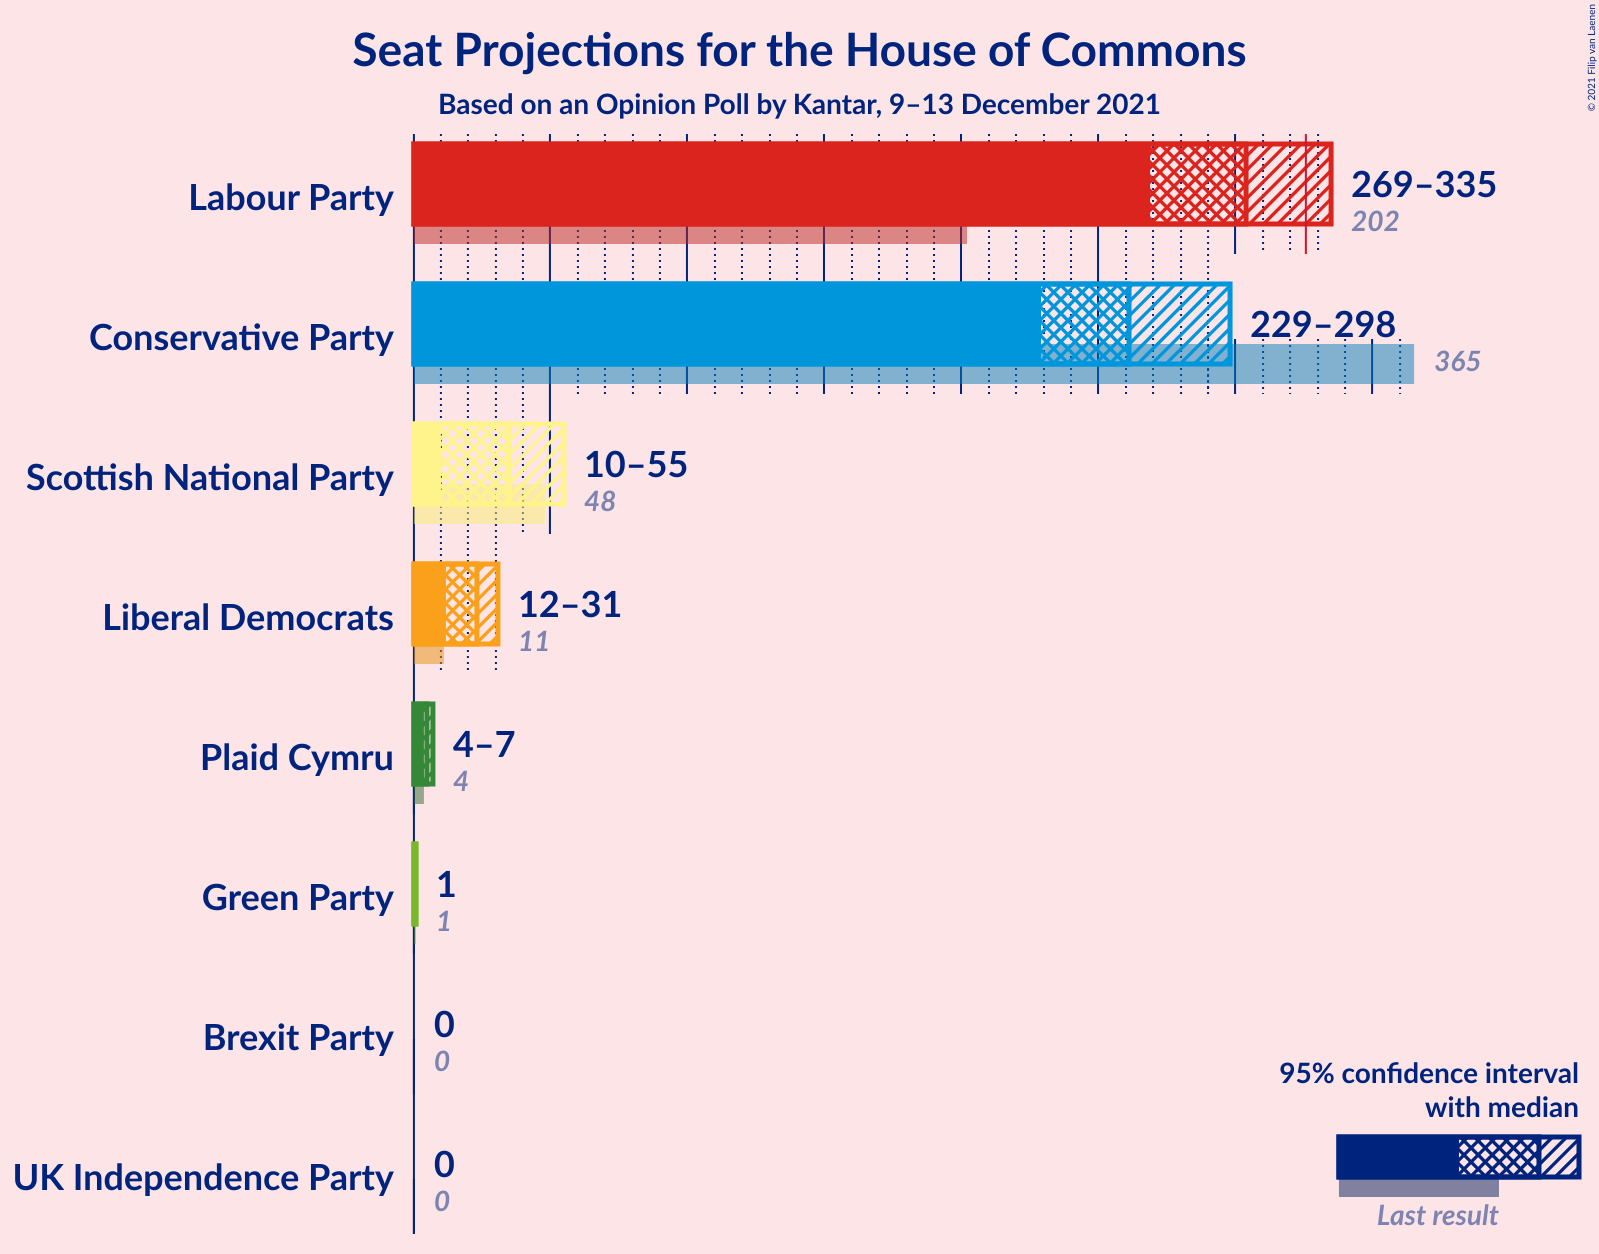 Seat Projections for the House of Commons
Based on an Opinion Poll by Kantar, 9–13 December 2021
© 2021 Filip van Laenen
Labour Party
269–335
202
Conservative Party
229–298
365
Scottish National Party
10–55
48
Liberal Democrats
12–31
11
Plaid Cymru
4–7
4
Green Party
1
1
Brexit Party
0
0
UK Independence Party
0
0
95% confidence interval
with median
Last result